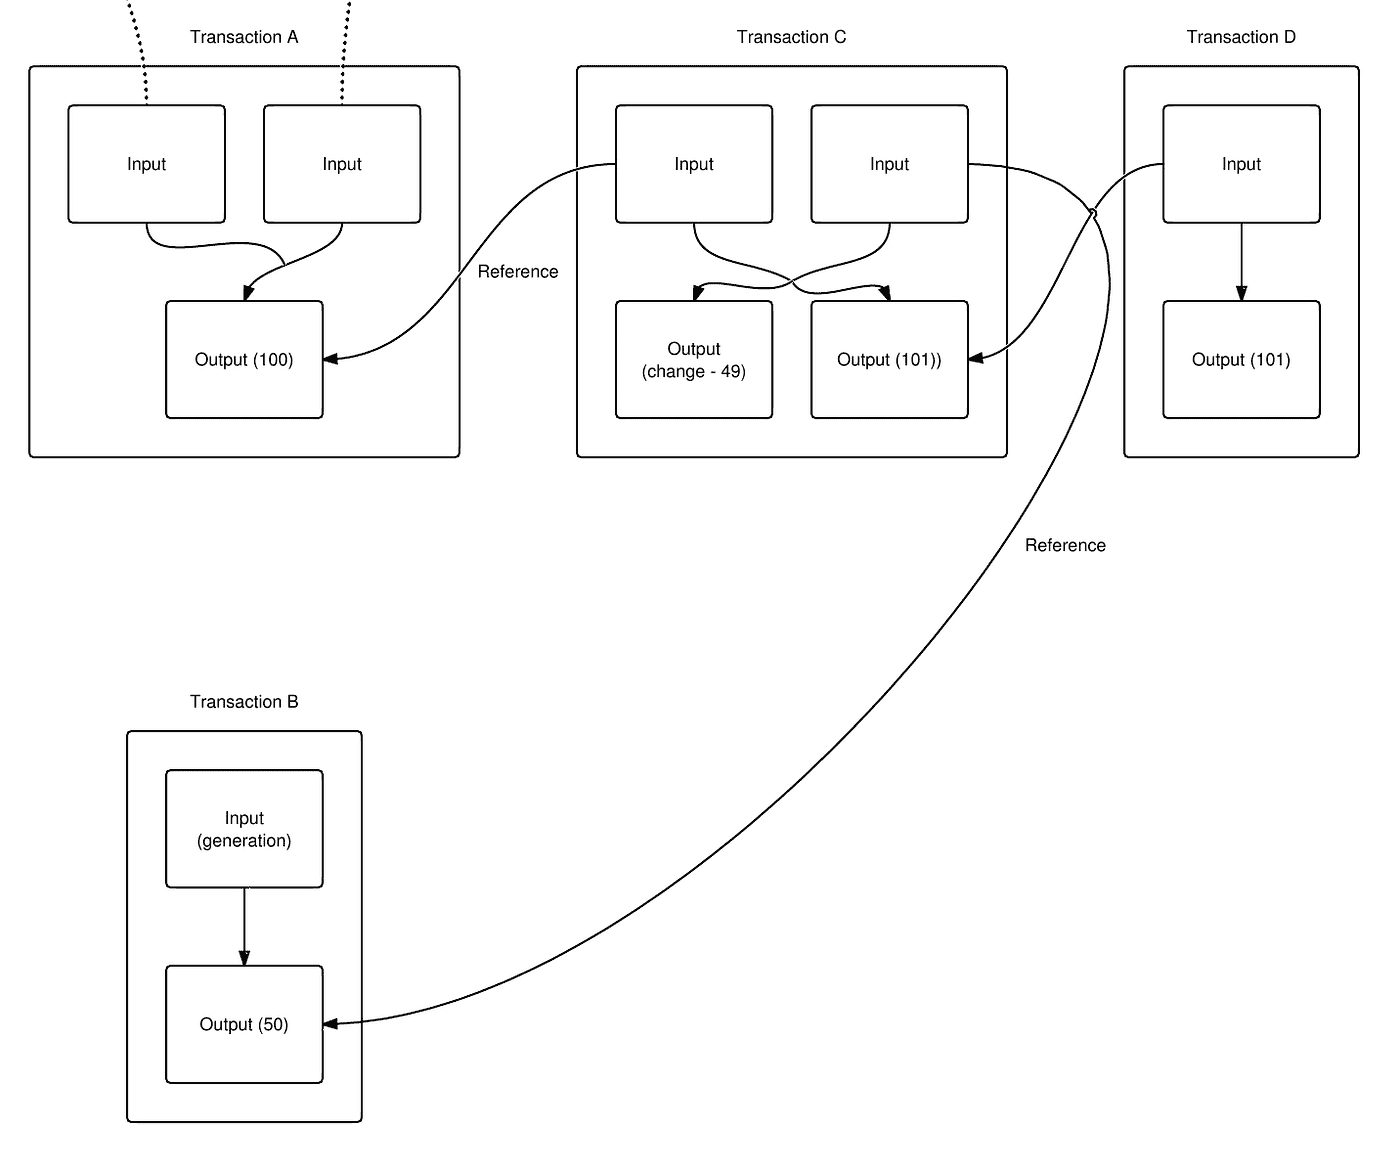 Transaction A
Input
Input
Output (100)
Reference
Transaction C
Input
Input
Output
(change - 49)
Output (101))
Transaction D
Input
Output (101)
Reference
Transaction B
Input
(generation)
Output (50)